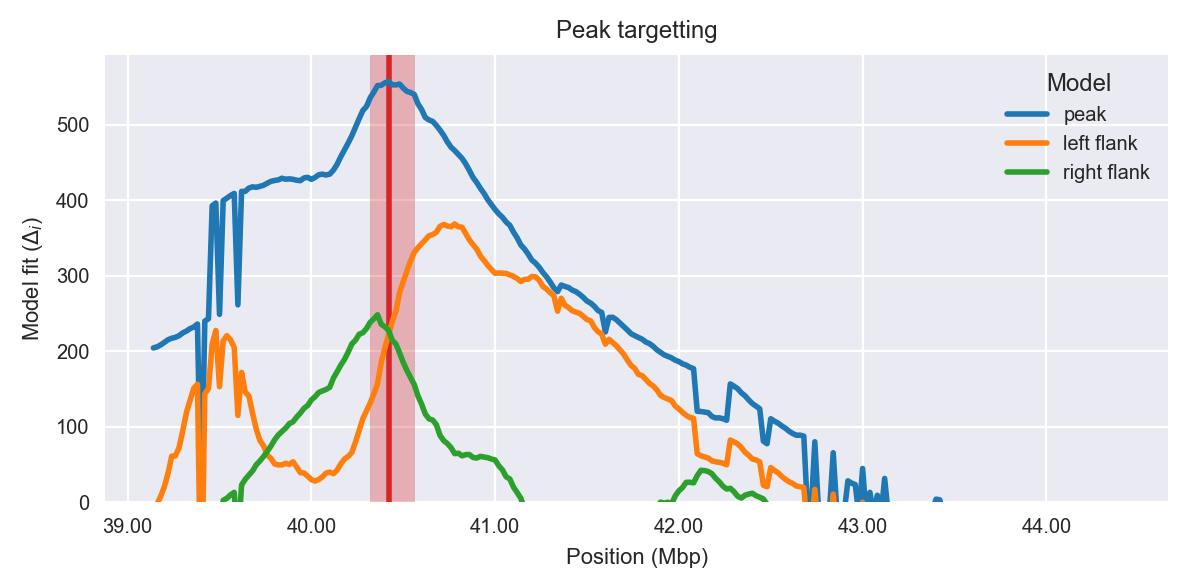 Peak targetting
Model
peak
left flank
right flank
Model fit (Δᵢ)
500
400
300
200
100
0
39.00 40.00 41.00 42.00 43.00 44.00
Position (Mbp)